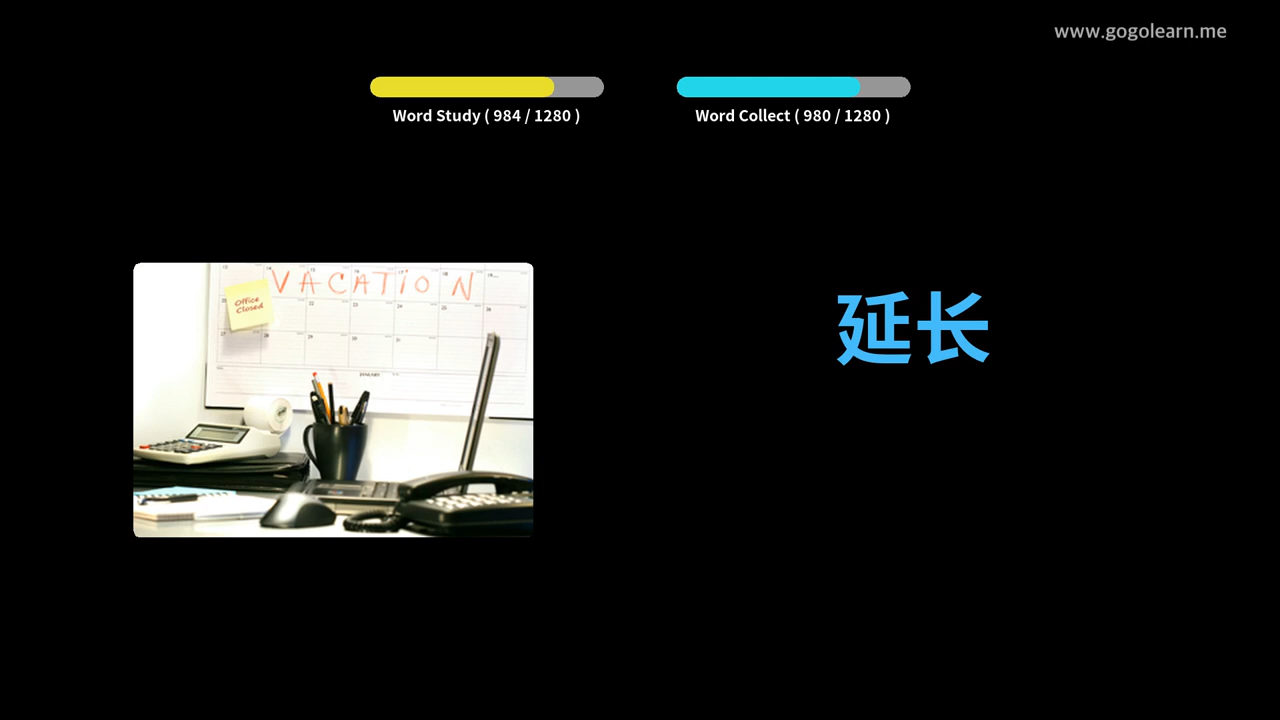 www.gogolearn.me
Word Study ( 984 / 1280 )
Word Collect ( 980 / 1280 )
VACATION
Office
Closed
延长